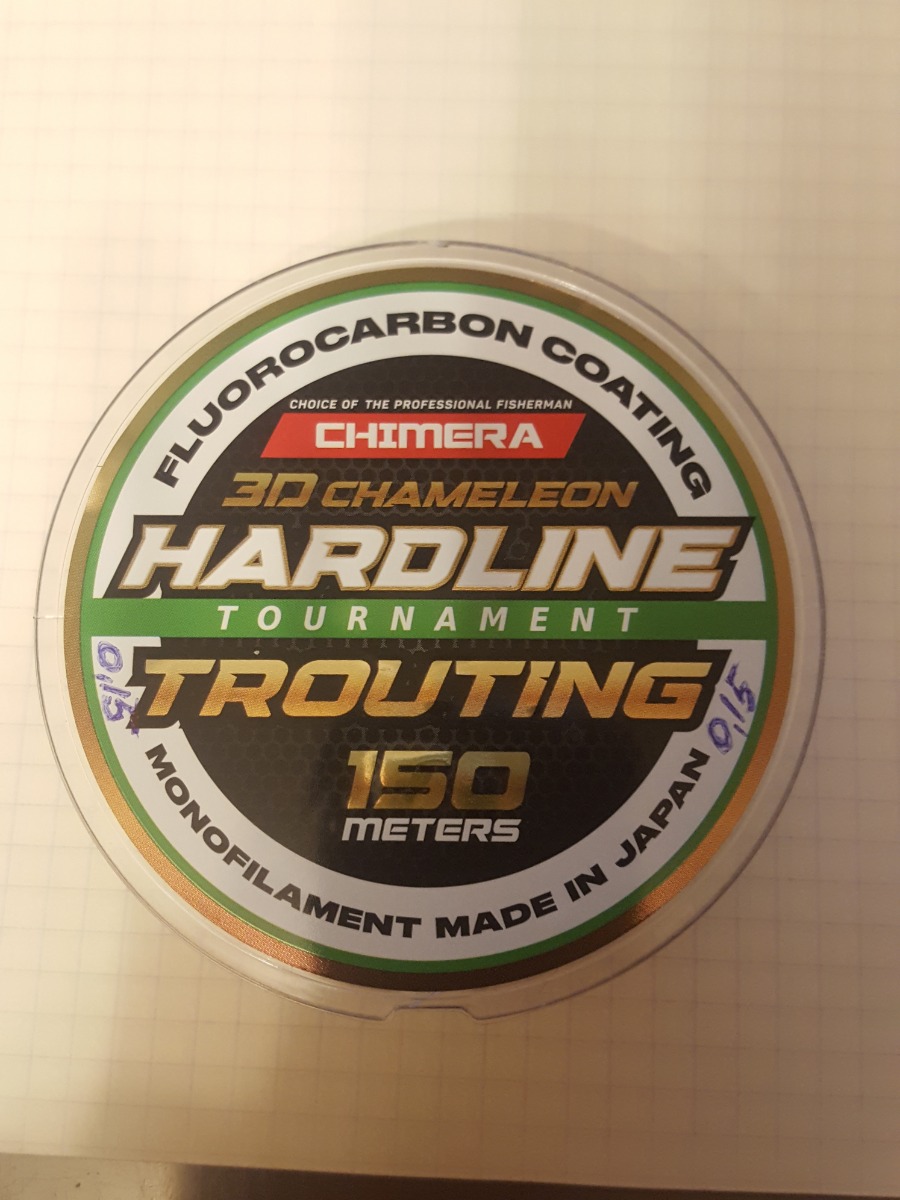 FLUOROCARBON COATING
CHOICE OF THE PROFESSIONAL FISHERMAN
CHIMERA
3D CHAMELEON
HARDLINE
TOURNAMENT
TROUTING
0,15
0,15
150
METERS
MONOFILAMENT MADE IN JAPAN